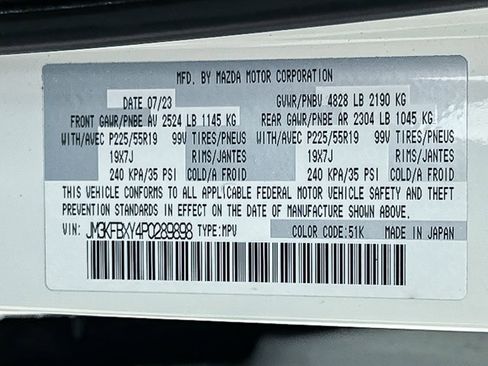 MFD. BY MAZDA MOTOR CORPORATION
DATE 07/23 GVWR/PNBV 4828 LB 2190 KG
FRONT GAWR/PNBE AV 2524 LB 1145 KG REAR GAWR/PNBE AR 2304 LB 1045 KG
WITH/AVEC P225/55R19 99V TIRES/PNEUS WITH/AVEC P225/55R19 99V TIRES/PNEUS
19X7J RIMS/JANTES 19X7J RIMS/JANTES
240 KPA/35 PSI COLD/A FROID 240 KPA/35 PSI COLD/A FROID
THIS VEHICLE CONFORMS TO ALL APPLICABLE FEDERAL MOTOR VEHICLE SAFETY AND THEFT
PREVENTION STANDARDS IN EFFECT ON THE DATE OF MANUFACTURE SHOWN ABOVE.
VIN: JM3KFBXY4P0289898 TYPE:MPV COLOR CODE:51K MADE IN JAPAN